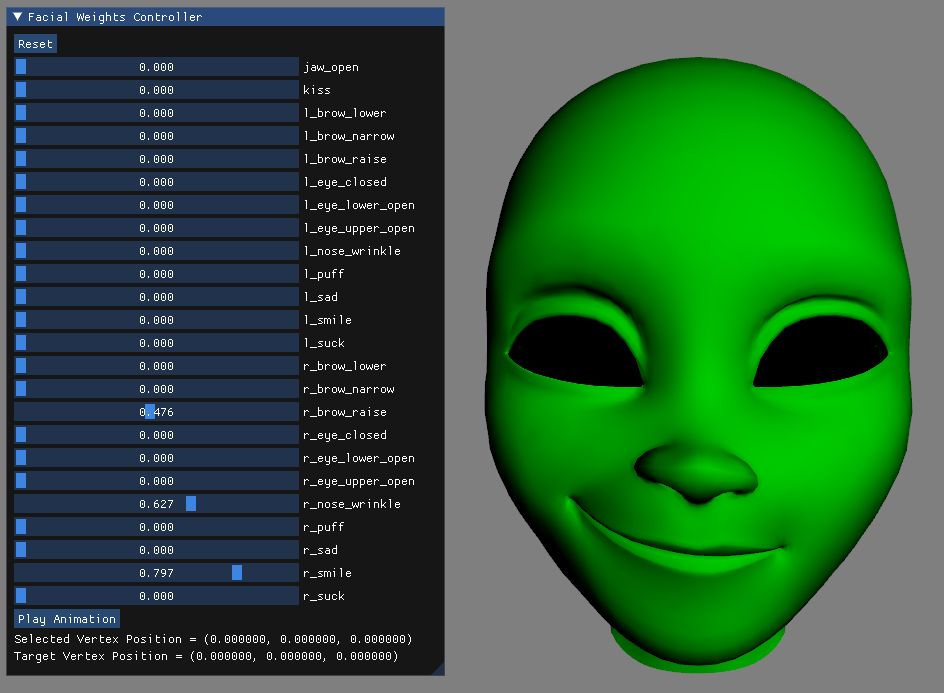 Facial Weights Controller
Reset
0.000 jaw_open
0.000 kiss
0.000 l_brow_lower
0.000 l_brow_narrow
0.000 l_brow_raise
0.000 l_eye_closed
0.000 l_eye_lower_open
0.000 l_eye_upper_open
0.000 l_nose_wrinkle
0.000 l_puff
0.000 l_sad
0.000 l_smile
0.000 l_suck
0.000 r_brow_lower
0.000 r_brow_narrow
0.476 r_brow_raise
0.000 r_eye_closed
0.000 r_eye_lower_open
0.000 r_eye_upper_open
0.627 r_nose_wrinkle
0.000 r_puff
0.000 r_sad
0.797 r_smile
0.000 r_suck
Play Animation
Selected Vertex Position = (0.000000, 0.000000, 0.000000)
Target Vertex Position = (0.000000, 0.000000, 0.000000)